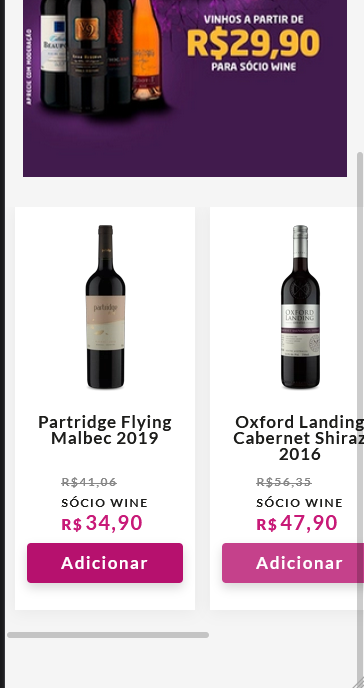 VINHOS A PARTIR DE
R$29,90
PARA SÓCIO WINE
APRECIE COM MODERAÇÃO
partridge
OXFORD
LANDING
Partridge Flying
Malbec 2019
R$41,06
SÓCIO WINE
R$ 34,90
Adicionar
Oxford Landing
Cabernet Shiraz
2016
R$56,35
SÓCIO WINE
R$ 47,90
Adicionar